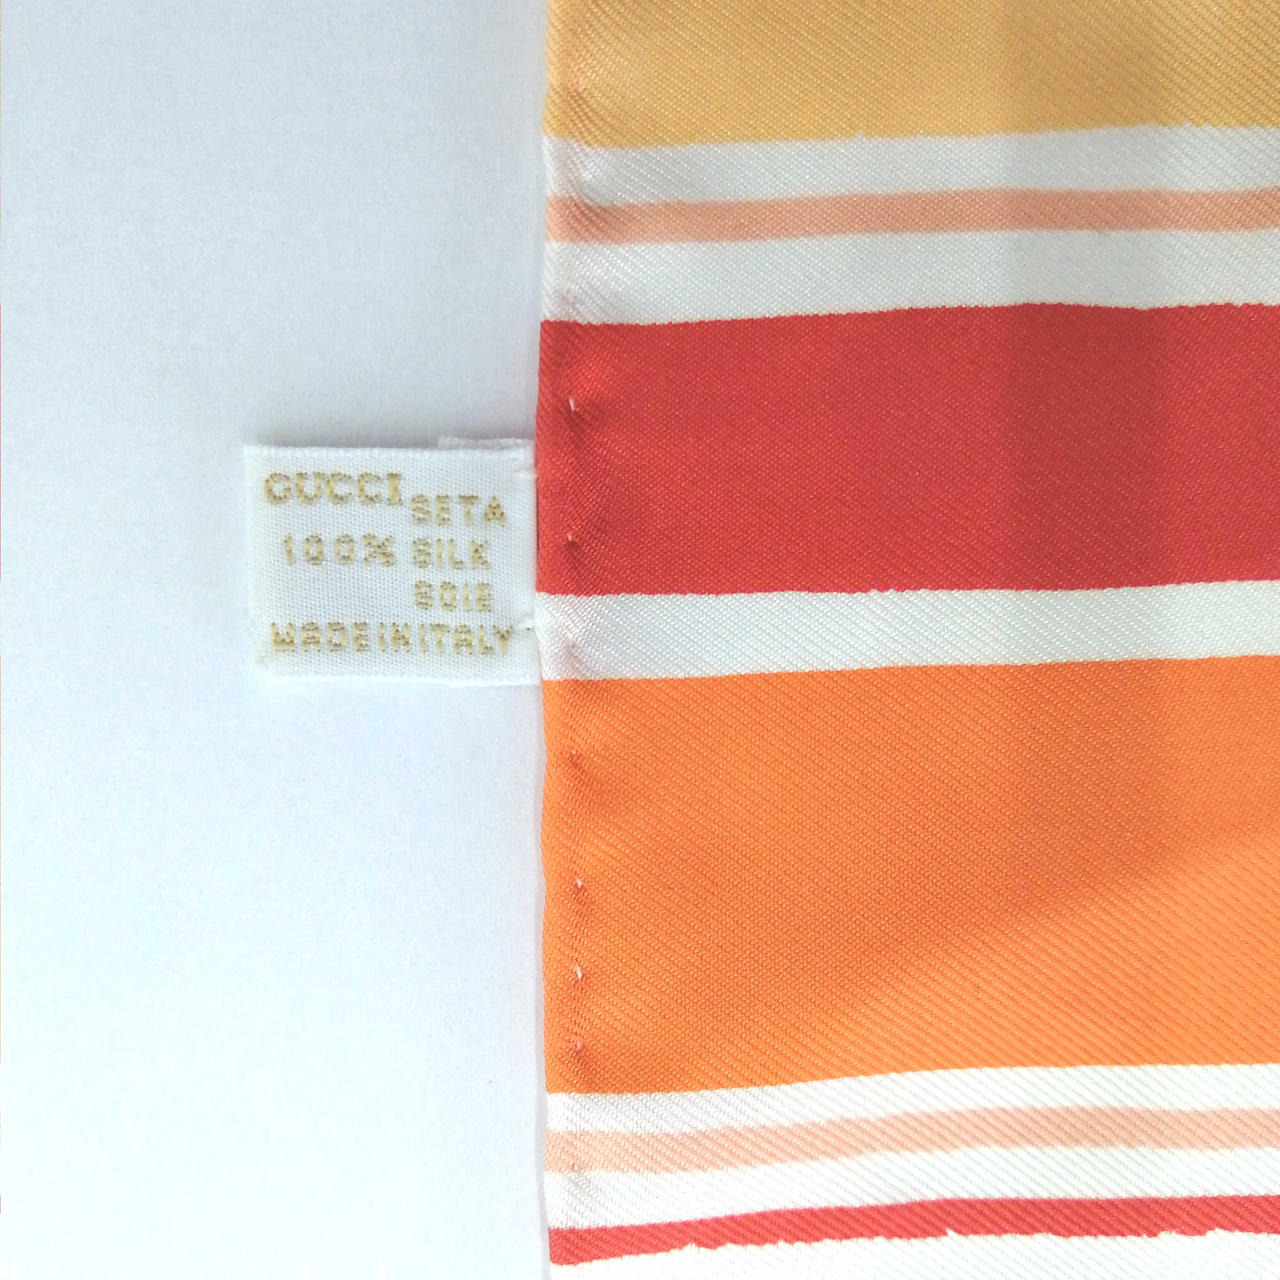 GUCCI SETA
100% SILK
SOIE
MADE IN ITALY